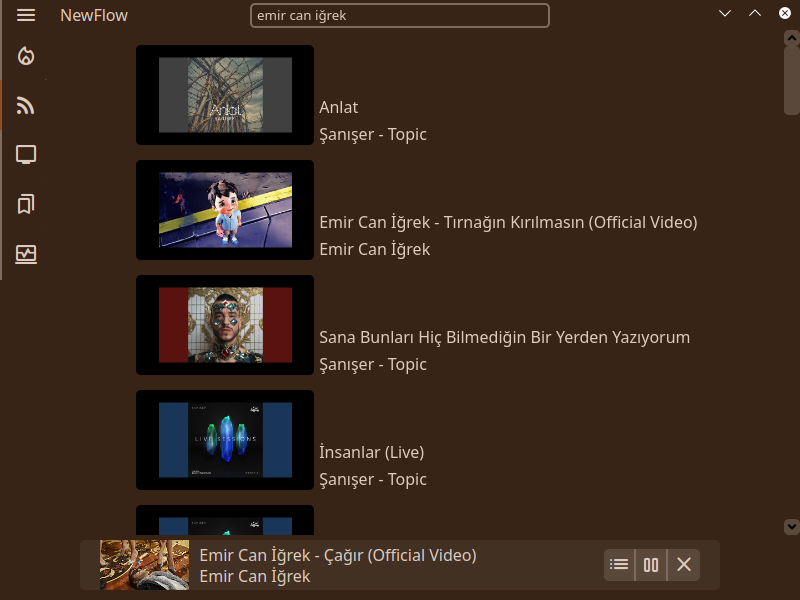 NewFlow
emir can iğrek
Anlat
Anlat
Şanışer - Topic
Emir Can İğrek - Tırnağın Kırılmasın (Official Video)
Emir Can İğrek
Sana Bunları Hiç Bilmediğin Bir Yerden Yazıyorum
Şanışer - Topic
LIVE SESSIONS
İnsanlar (Live)
Şanışer - Topic
Emir Can İğrek - Çağır (Official Video)
Emir Can İğrek